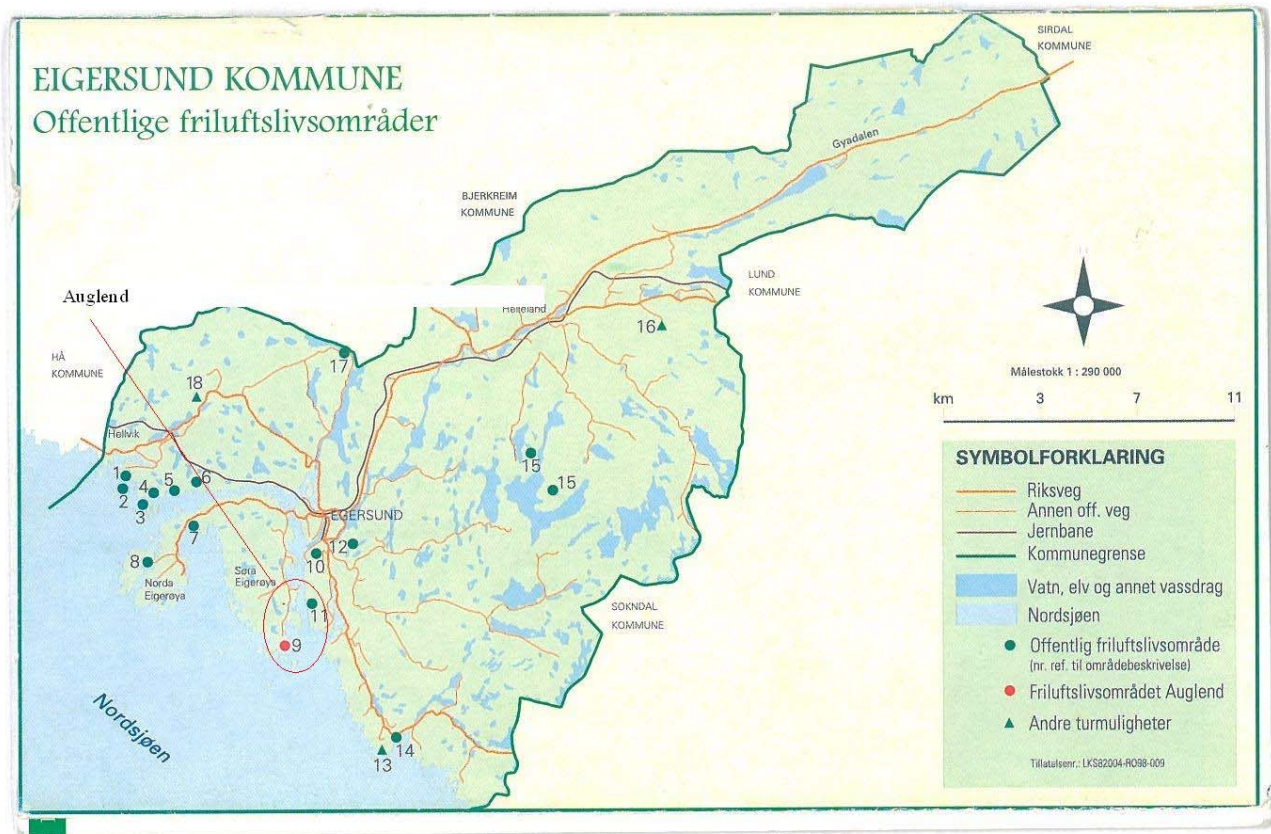 EIGERSUND KOMMUNE
Offentlige friluftslivsområder
SIRDAL
KOMMUNE
Gyadalen
BJERKREIM
KOMMUNE
LUND
KOMMUNE
Auglend
Helleland
16
HÅ
KOMMUNE
17
18
Hellvik
Målestokk 1 : 290 000
km 3 7 11
15
15
1
2
3
4
5
6
7
8
EGERSUND
12
10
Norda
Eigerøya
Søra
Eigerøya
11
9
SOKNDAL
KOMMUNE
Nordsjøen
14
13
SYMBOLFORKLARING
Riksveg
Annen off. veg
Jernbane
Kommunegrense
Vatn, elv og annet vassdrag
Nordsjøen
Offentlig friluftslivsområde
(nr. ref. til områdebeskrivelse)
Friluftslivsområdet Auglend
Andre turmuligheter
Tillatelsenr.: LKS82004-R098-009